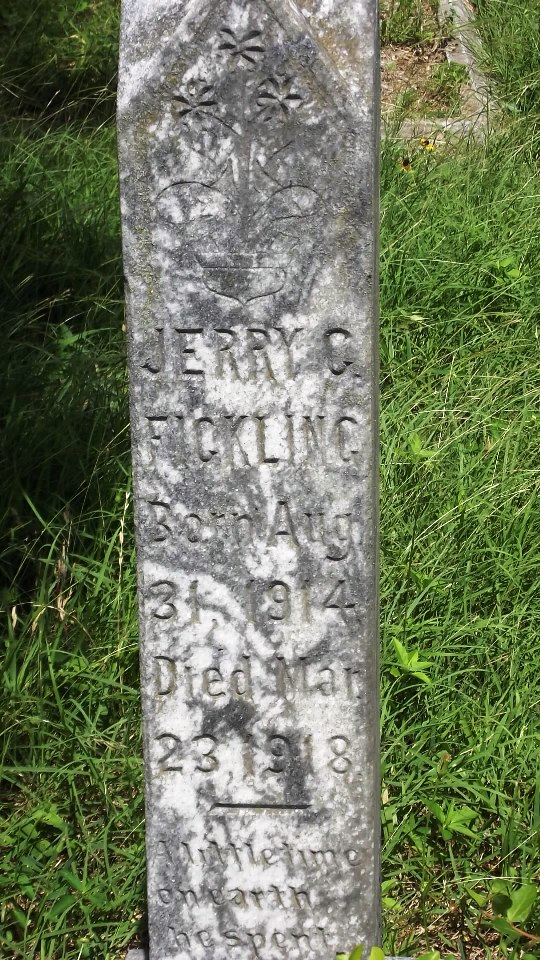 JERRY C.
FICKLING
Born Aug
31, 1914
Died Mar
23, 1918
A little time
on earth
he spent